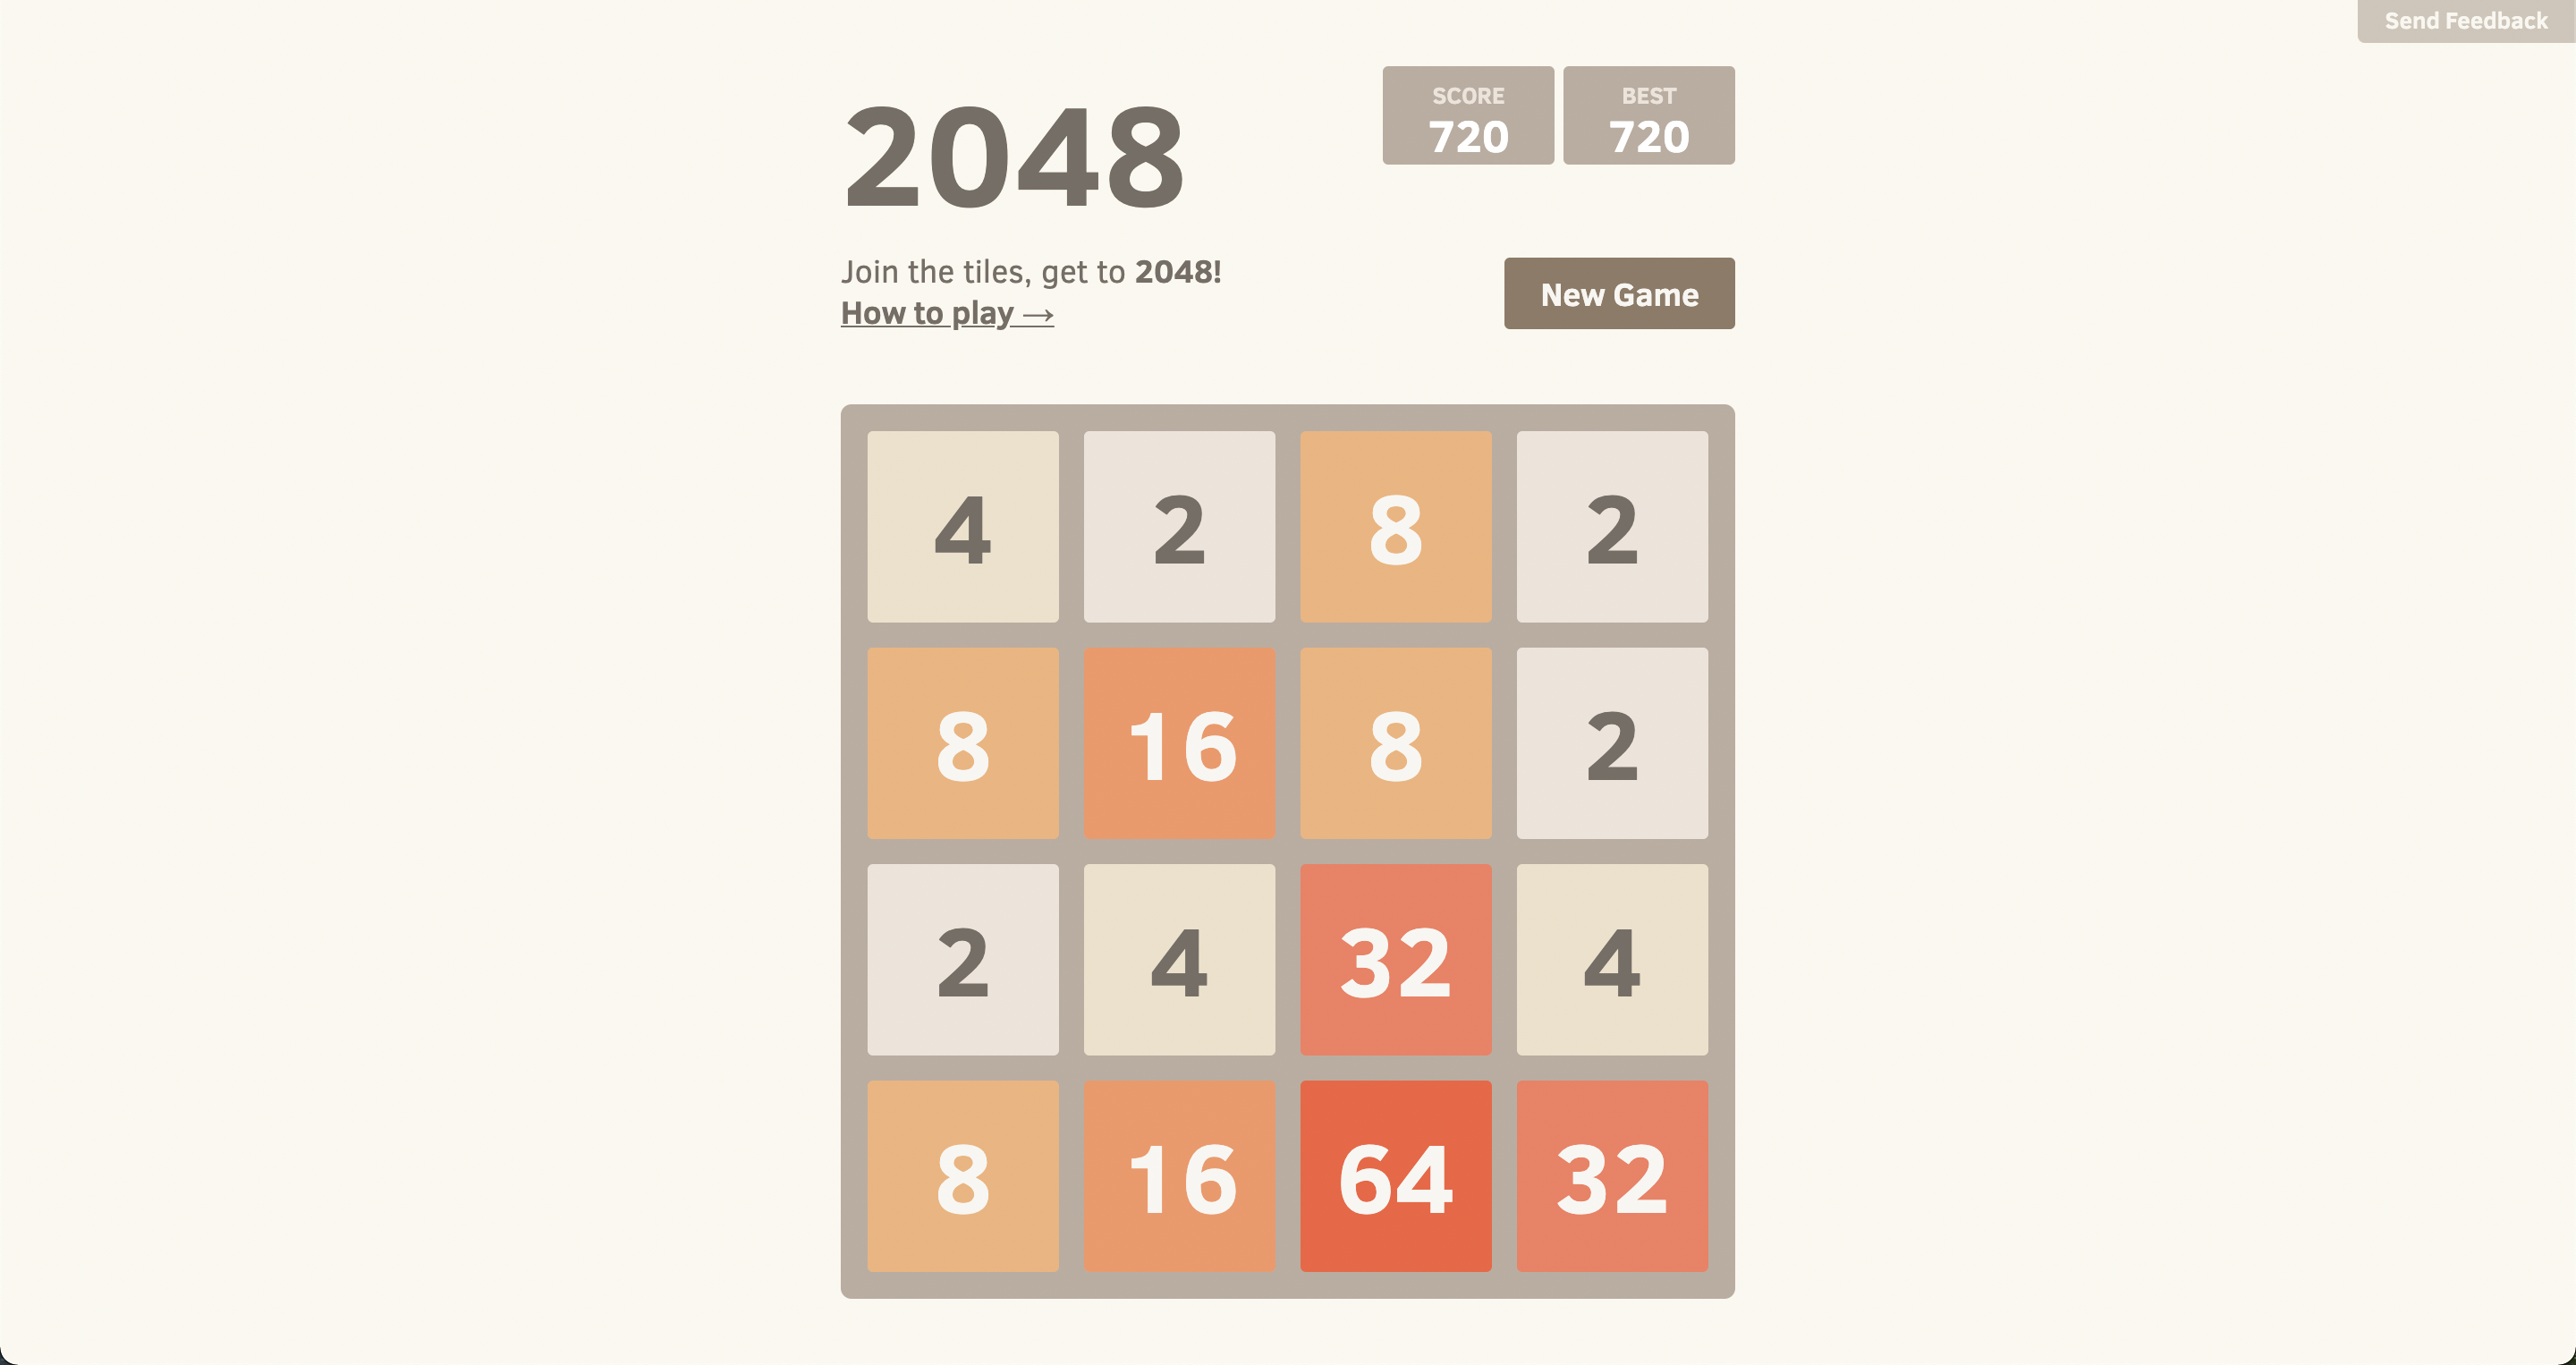 Send Feedback
2048
SCORE
720
BEST
720
Join the tiles, get to 2048!
How to play →
New Game
4 2 8 2
8 16 8 2
2 4 32 4
8 16 64 32